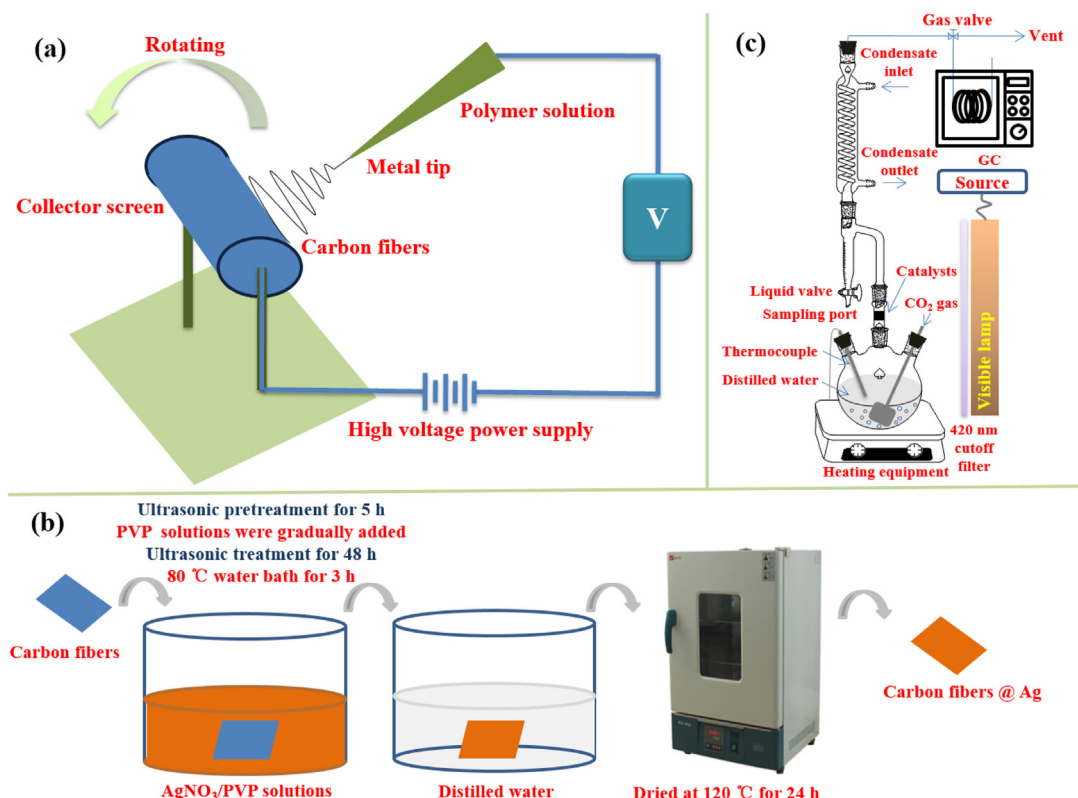 (a)
Rotating
Polymer solution
Metal tip
Collector screen
Carbon fibers
V
High voltage power supply
(c)
Gas valve
Vent
Condensate
inlet
Condensate
outlet
GC
Source
Catalysts
Liquid valve
CO₂ gas
Sampling port
Thermocouple
Distilled water
Visible lamp
420 nm
cutoff
filter
Heating equipment
(b)
Ultrasonic pretreatment for 5 h
PVP solutions were gradually added
Ultrasonic treatment for 48 h
80 ℃ water bath for 3 h
Carbon fibers
AgNO₃/PVP solutions
Distilled water
Dried at 120 ℃ for 24 h
Carbon fibers @ Ag